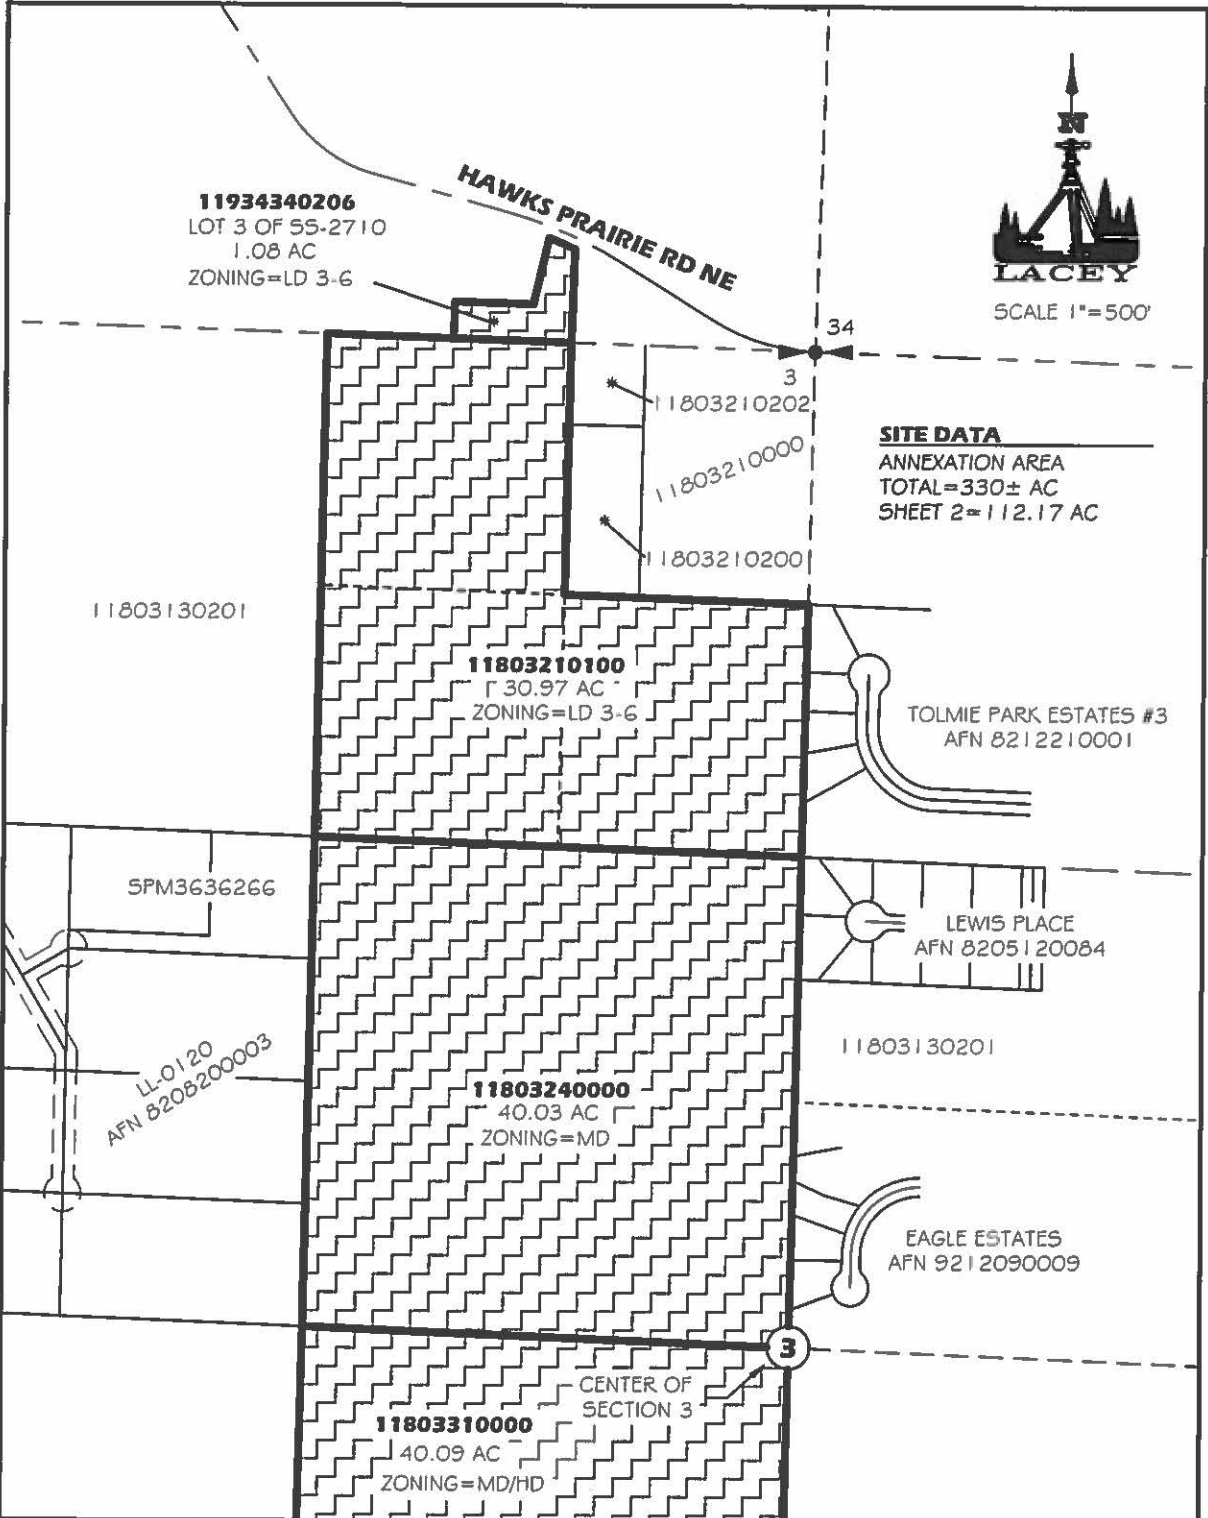 N
LACEY
SCALE 1"=500'
HAWKS PRAIRIE RD NE
11934340206
LOT 3 OF SS-2710
1.08 AC
ZONING=LD 3-6
34
3
11803210202
11803210000
11803210200
SITE DATA
ANNEXATION AREA
TOTAL=330± AC
SHEET 2=112.17 AC
11803130201
11803210100
30.97 AC
ZONING=LD 3-6
TOLMIE PARK ESTATES #3
AFN 8212210001
SPM3636266
LEWIS PLACE
AFN 8205120084
LL-0120
AFN 8208200003
11803130201
11803240000
40.03 AC
ZONING=MD
EAGLE ESTATES
AFN 9212090009
3
CENTER OF
SECTION 3
11803310000
40.09 AC
ZONING=MD/HD